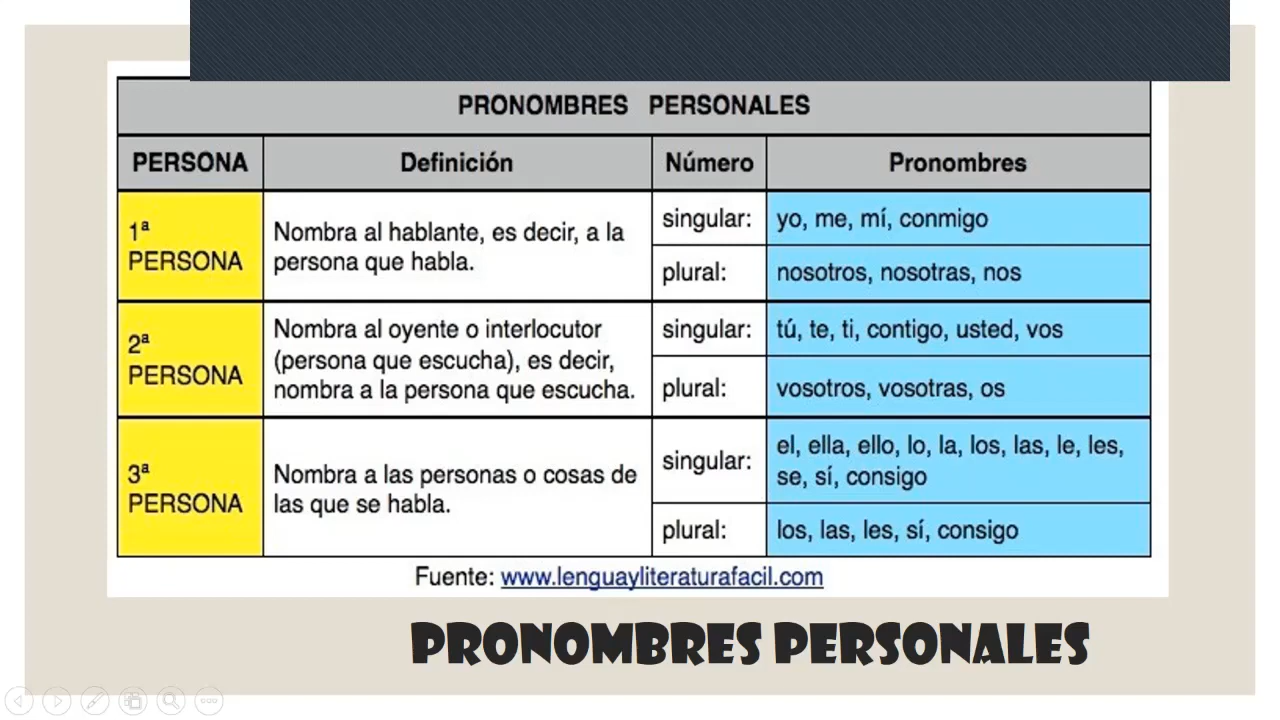 PRONOMBRES PERSONALES
PERSONA Definición Número Pronombres
1ª
PERSONA
Nombra al hablante, es decir, a la
persona que habla.
singular: yo, me, mí, conmigo
plural: nosotros, nosotras, nos
2ª
PERSONA
Nombra al oyente o interlocutor
(persona que escucha), es decir,
nombra a la persona que escucha.
singular: tú, te, ti, contigo, usted, vos
plural: vosotros, vosotras, os
3ª
PERSONA
Nombra a las personas o cosas de
las que se habla.
singular: el, ella, ello, lo, la, los, las, le, les,
se, sí, consigo
plural: los, las, les, sí, consigo
Fuente: www.lenguayliteraturafacil.com
PRONOMBRES PERSONALES